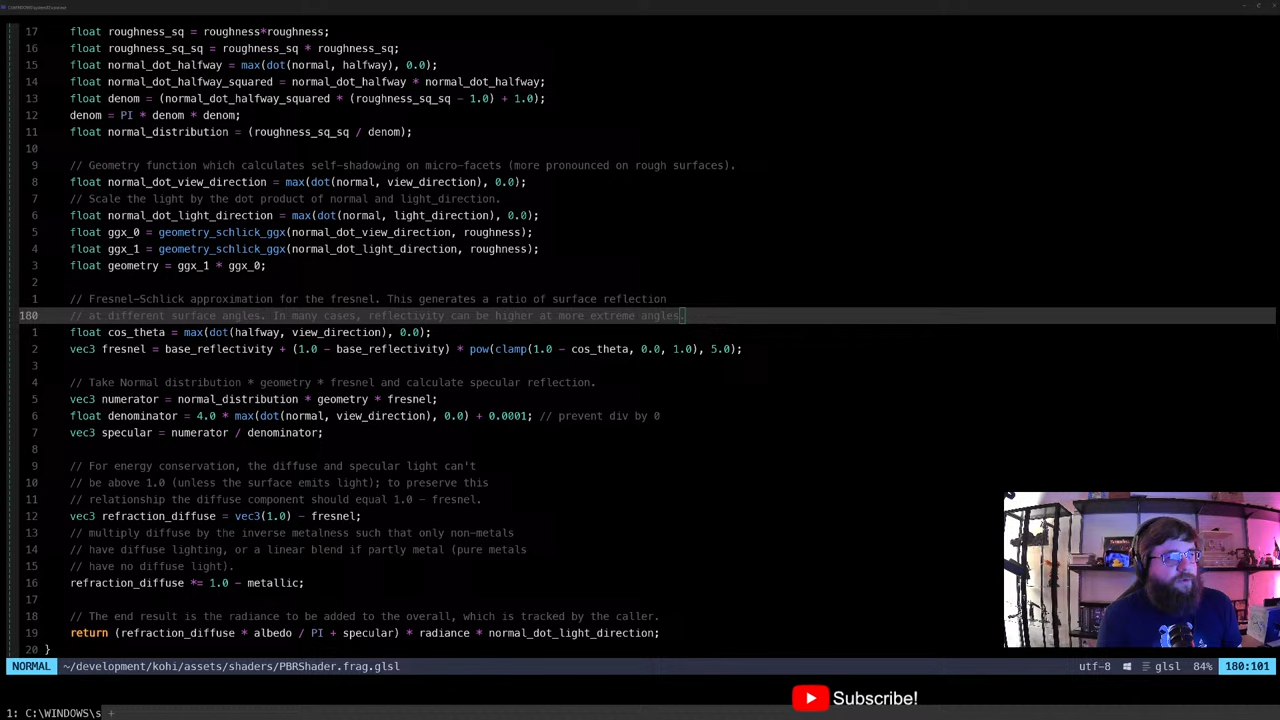 17 float roughness_sq = roughness*roughness;
16 float roughness_sq_sq = roughness_sq * roughness_sq;
15 float normal_dot_halfway = max(dot(normal, halfway), 0.0);
14 float normal_dot_halfway_squared = normal_dot_halfway * normal_dot_halfway;
13 float denom = (normal_dot_halfway_squared * (roughness_sq_sq - 1.0) + 1.0);
12 denom = PI * denom * denom;
11 float normal_distribution = (roughness_sq_sq / denom);
10
9 // Geometry function which calculates self-shadowing on micro-facets (more pronounced on rough surfaces).
8 float normal_dot_view_direction = max(dot(normal, view_direction), 0.0);
7 // Scale the light by the dot product of normal and light_direction.
6 float normal_dot_light_direction = max(dot(normal, light_direction), 0.0);
5 float ggx_0 = geometry_schlick_ggx(normal_dot_view_direction, roughness);
4 float ggx_1 = geometry_schlick_ggx(normal_dot_light_direction, roughness);
3 float geometry = ggx_1 * ggx_0;
2
1 // Fresnel-Schlick approximation for the fresnel. This generates a ratio of surface reflection
180 // at different surface angles. In many cases, reflectivity can be higher at more extreme angles.
1 float cos_theta = max(dot(halfway, view_direction), 0.0);
2 vec3 fresnel = base_reflectivity + (1.0 - base_reflectivity) * pow(clamp(1.0 - cos_theta, 0.0, 1.0), 5.0);
3
4 // Take Normal distribution * geometry * fresnel and calculate specular reflection.
5 vec3 numerator = normal_distribution * geometry * fresnel;
6 float denominator = 4.0 * max(dot(normal, view_direction), 0.0) + 0.0001; // prevent div by 0
7 vec3 specular = numerator / denominator;
8
9 // For energy conservation, the diffuse and specular light can't
10 // be above 1.0 (unless the surface emits light); to preserve this
11 // relationship the diffuse component should equal 1.0 - fresnel.
12 vec3 refraction_diffuse = vec3(1.0) - fresnel;
13 // multiply diffuse by the inverse metalness such that only non-metals
14 // have diffuse lighting, or a linear blend if partly metal (pure metals
15 // have no diffuse light).
16 refraction_diffuse *= 1.0 - metallic;
17
18 // The end result is the radiance to be added to the overall, which is tracked by the caller.
19 return (refraction_diffuse * albedo / PI + specular) * radiance * normal_dot_light_direction;
20 }
NORMAL ~/development/kohi/assets/shaders/PBRShader.frag.glsl utf-8 glsl 84% 180:101
Subscribe!
1: C:\WINDOWS\s +